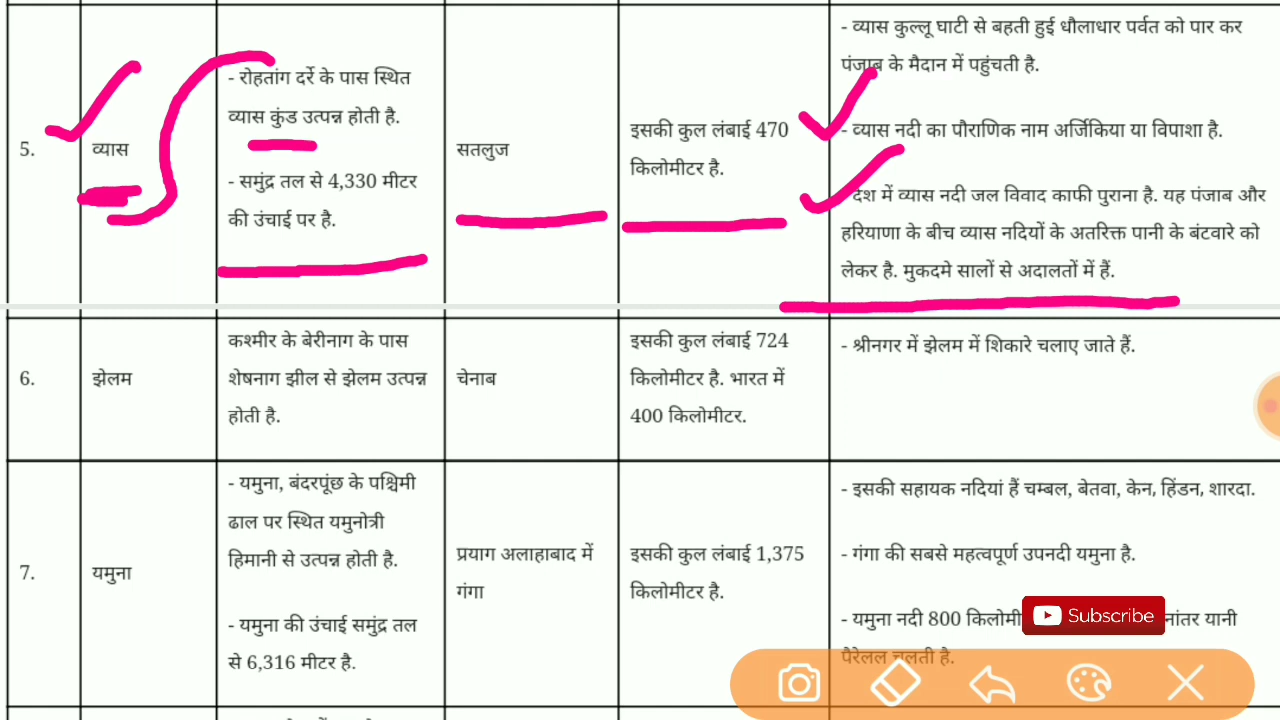 5.
व्यास
- रोहतांग दर्रे के पास स्थित
व्यास कुंड उत्पन्न होती है.
- समुंद्र तल से 4,330 मीटर
की उंचाई पर है.
सतलुज
इसकी कुल लंबाई 470
किलोमीटर है.
- व्यास कुल्लू घाटी से बहती हुई धौलाधार पर्वत को पार कर
पंजाब के मैदान में पहुंचती है.
- व्यास नदी का पौराणिक नाम अर्जिकिया या विपाशा है.
देश में व्यास नदी जल विवाद काफी पुराना है. यह पंजाब और
हरियाणा के बीच व्यास नदियों के अतरिक्त पानी के बंटवारे को
लेकर है. मुकदमे सालों से अदालतों में हैं.
6.
झेलम
कश्मीर के बेरीनाग के पास
शेषनाग झील से झेलम उत्पन्न
होती है.
चेनाब
इसकी कुल लंबाई 724
किलोमीटर है. भारत में
400 किलोमीटर.
- श्रीनगर में झेलम में शिकारे चलाए जाते हैं.
7.
यमुना
- यमुना, बंदरपूंछ के पश्चिमी
ढाल पर स्थित यमुनोत्री
हिमानी से उत्पन्न होती है.
- यमुना की उंचाई समुंद्र तल
से 6,316 मीटर है.
प्रयाग अलाहाबाद में
गंगा
इसकी कुल लंबाई 1,375
किलोमीटर है.
- इसकी सहायक नदियां हैं चम्बल, बेतवा, केन, हिंडन, शारदा.
- गंगा की सबसे महत्वपूर्ण उपनदी यमुना है.
- यमुना नदी 800 किलोमी नांतर यानी
पैरेलल चलती है.
Subscribe